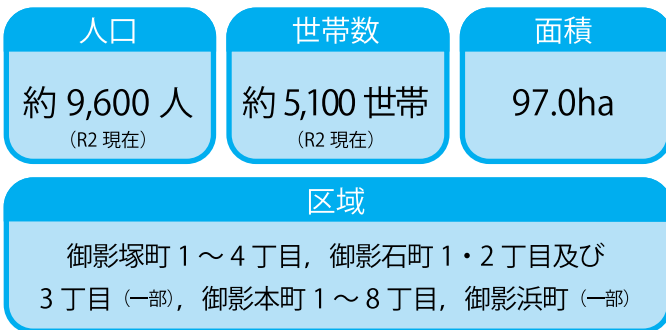 人口
約 9,600 人
（R2 現在）
世帯数
約 5,100 世帯
（R2 現在）
面積
97.0ha
区域
御影塚町 1 ～ 4 丁目，御影石町 1・2 丁目及び
3 丁目（一部），御影本町 1 ～ 8 丁目，御影浜町（一部）